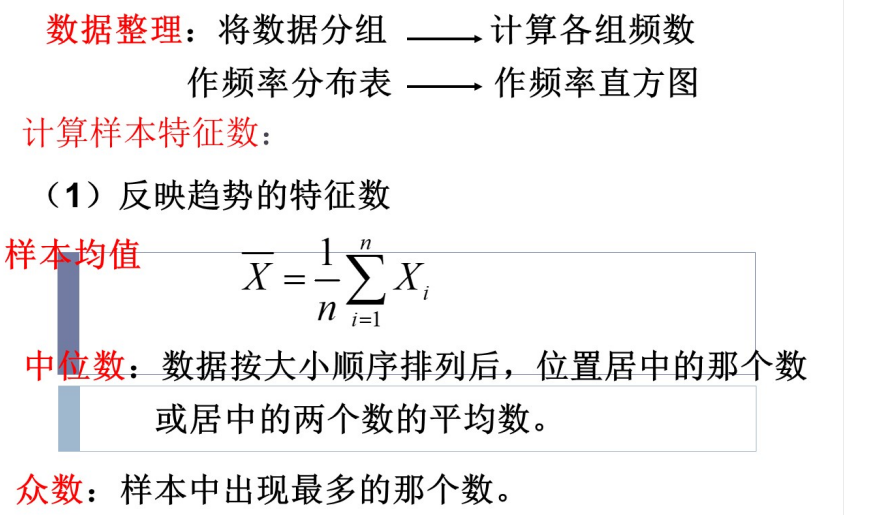 数据整理：将数据分组 ⟶ 计算各组频数
作频率分布表 ⟶ 作频率直方图
计算样本特征数：
（1）反映趋势的特征数
样本均值 X̄ = 1/n ∑_{i=1}^{n} X_i
中位数：数据按大小顺序排列后，位置居中的那个数
或居中的两个数的平均数。
众数：样本中出现最多的那个数。